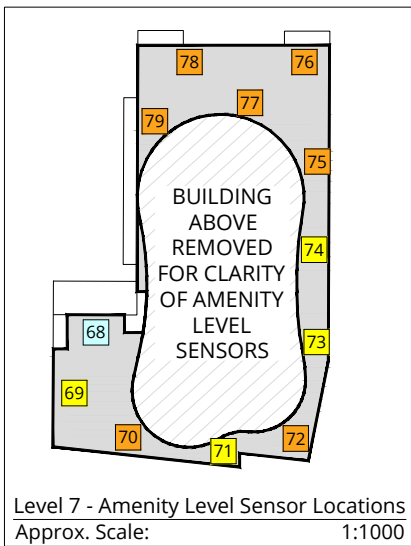 78
76
77
79
75
BUILDING
ABOVE
REMOVED
FOR CLARITY
OF AMENITY
LEVEL
SENSORS
74
73
68
69
70
71
72
Level 7 - Amenity Level Sensor Locations
Approx. Scale: 1:1000